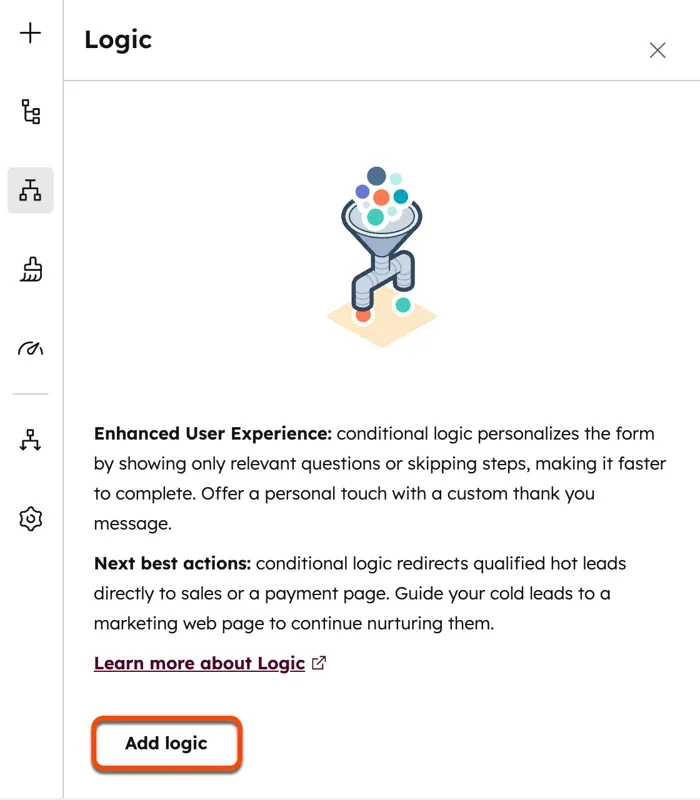 Logic
Enhanced User Experience: conditional logic personalizes the form
by showing only relevant questions or skipping steps, making it faster
to complete. Offer a personal touch with a custom thank you
message.
Next best actions: conditional logic redirects qualified hot leads
directly to sales or a payment page. Guide your cold leads to a
marketing web page to continue nurturing them.
Learn more about Logic
Add logic